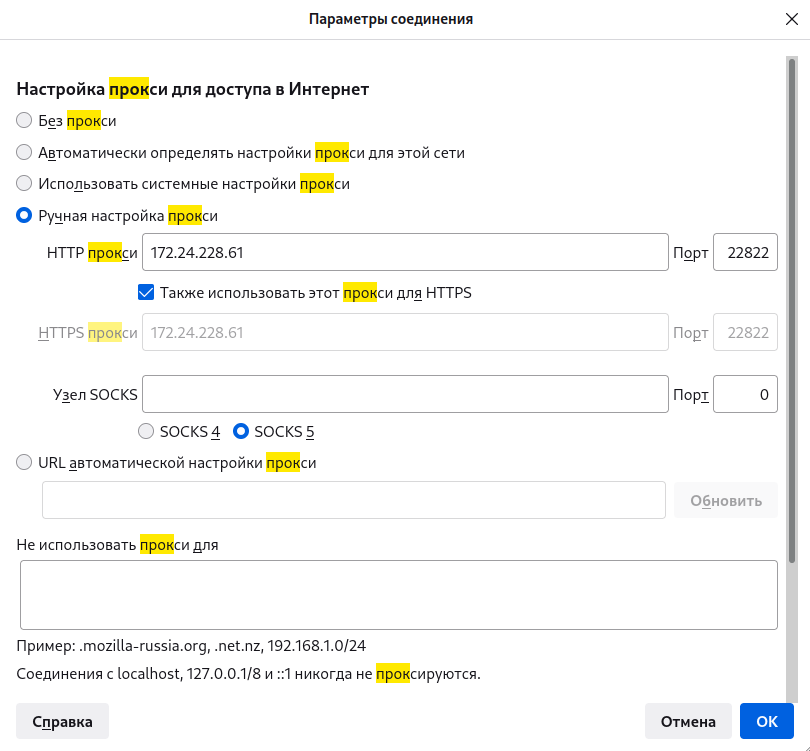 Параметры соединения
Настройка прокси для доступа в Интернет
Без прокси
Автоматически определять настройки прокси для этой сети
Использовать системные настройки прокси
Ручная настройка прокси
HTTP прокси 172.24.228.61 Порт 22822
Также использовать этот прокси для HTTPS
HTTPS прокси 172.24.228.61 Порт 22822
Узел SOCKS Порт 0
SOCKS 4 SOCKS 5
URL автоматической настройки прокси
Обновить
Не использовать прокси для
Пример: .mozilla-russia.org, .net.nz, 192.168.1.0/24
Соединения с localhost, 127.0.0.1/8 и ::1 никогда не проксируются.
Справка Отмена OK